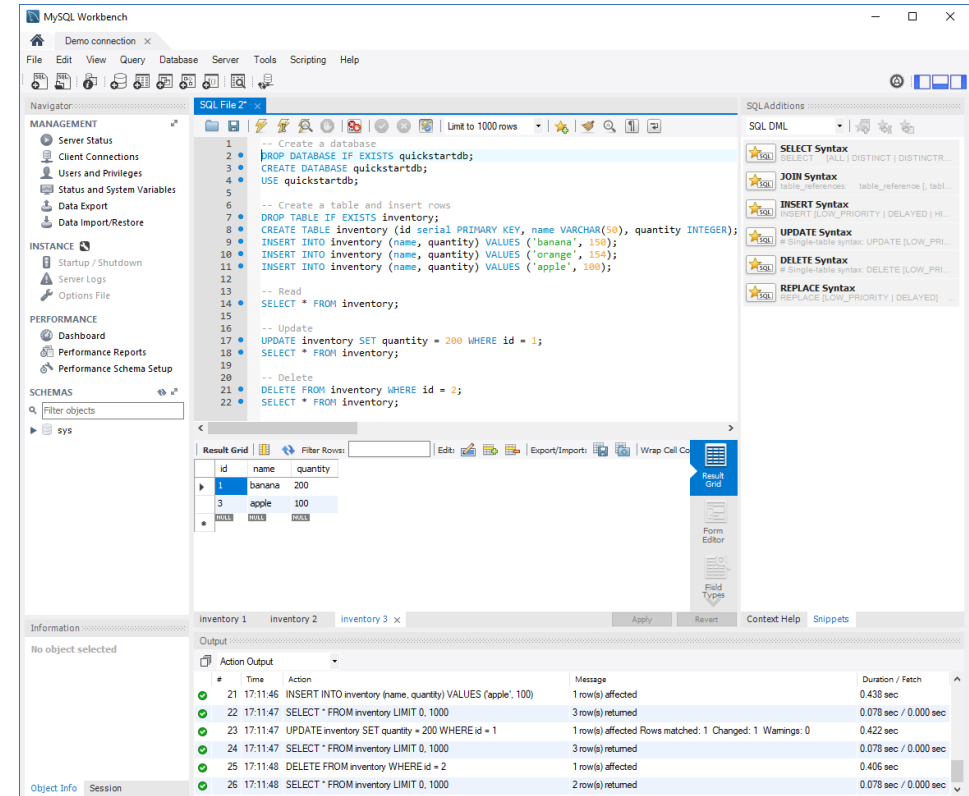 MySQL Workbench
Demo connection ×
File Edit View Query Database Server Tools Scripting Help
Navigator
MANAGEMENT
Server Status
Client Connections
Users and Privileges
Status and System Variables
Data Export
Data Import/Restore
INSTANCE
Startup / Shutdown
Server Logs
Options File
PERFORMANCE
Dashboard
Performance Reports
Performance Schema Setup
SCHEMAS
Filter objects
sys
Information
No object selected
Object Info Session
SQL File 2* ×
Limit to 1000 rows
1 -- Create a database
2 DROP DATABASE IF EXISTS quickstartdb;
3 CREATE DATABASE quickstartdb;
4 USE quickstartdb;
5
6 -- Create a table and insert rows
7 DROP TABLE IF EXISTS inventory;
8 CREATE TABLE inventory (id serial PRIMARY KEY, name VARCHAR(50), quantity INTEGER);
9 INSERT INTO inventory (name, quantity) VALUES ('banana', 150);
10 INSERT INTO inventory (name, quantity) VALUES ('orange', 154);
11 INSERT INTO inventory (name, quantity) VALUES ('apple', 100);
12
13 -- Read
14 SELECT * FROM inventory;
15
16 -- Update
17 UPDATE inventory SET quantity = 200 WHERE id = 1;
18 SELECT * FROM inventory;
19
20 -- Delete
21 DELETE FROM inventory WHERE id = 2;
22 SELECT * FROM inventory;
Result Grid Filter Rows: Edit: Export/Import: Wrap Cell Co
id name quantity
1 banana 200
3 apple 100
NULL NULL NULL
Result
Grid
Form
Editor
Field
Types
inventory 1 inventory 2 inventory 3 × Apply Revert
SQLAdditions
SQL DML
SELECT Syntax
SELECT [ALL | DISTINCT | DISTINCTR...
JOIN Syntax
table_references: table_reference [, tabl...
INSERT Syntax
INSERT [LOW_PRIORITY | DELAYED | HI...
UPDATE Syntax
# Single-table syntax: UPDATE [LOW_PRI...
DELETE Syntax
# Single-table syntax: DELETE [LOW_PRI...
REPLACE Syntax
REPLACE [LOW_PRIORITY | DELAYED] ...
Context Help Snippets
Output
Action Output
# Time Action Message Duration / Fetch
21 17:11:46 INSERT INTO inventory (name, quantity) VALUES ('apple', 100) 1 row(s) affected 0.438 sec
22 17:11:47 SELECT * FROM inventory LIMIT 0, 1000 3 row(s) returned 0.078 sec / 0.000 sec
23 17:11:47 UPDATE inventory SET quantity = 200 WHERE id = 1 1 row(s) affected Rows matched: 1 Changed: 1 Warnings: 0 0.422 sec
24 17:11:47 SELECT * FROM inventory LIMIT 0, 1000 3 row(s) returned 0.078 sec / 0.000 sec
25 17:11:48 DELETE FROM inventory WHERE id = 2 1 row(s) affected 0.406 sec
26 17:11:48 SELECT * FROM inventory LIMIT 0, 1000 2 row(s) returned 0.078 sec / 0.000 sec